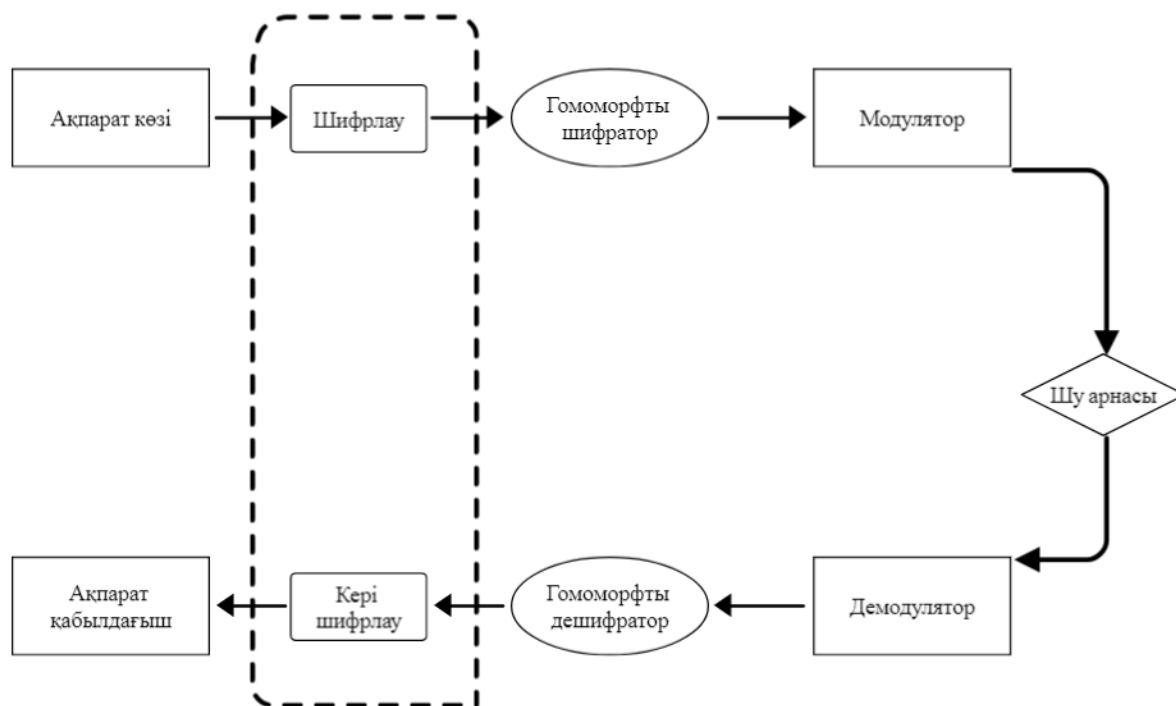 Ақпарат көзі
Шифрлау
Гомоморфты
шифратор
Модулятор
Шу арнасы
Ақпарат
қабылдағыш
Кері
шифрлау
Гомоморфты
дешифратор
Демодулятор